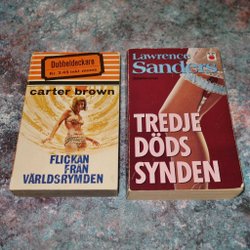 Dubbeldeckare
carter brown
FLICKAN
FRÅN
VÄRLDSRYMDEN
Lawrence
Sanders
TREDJE
DÖDS
SYNDEN